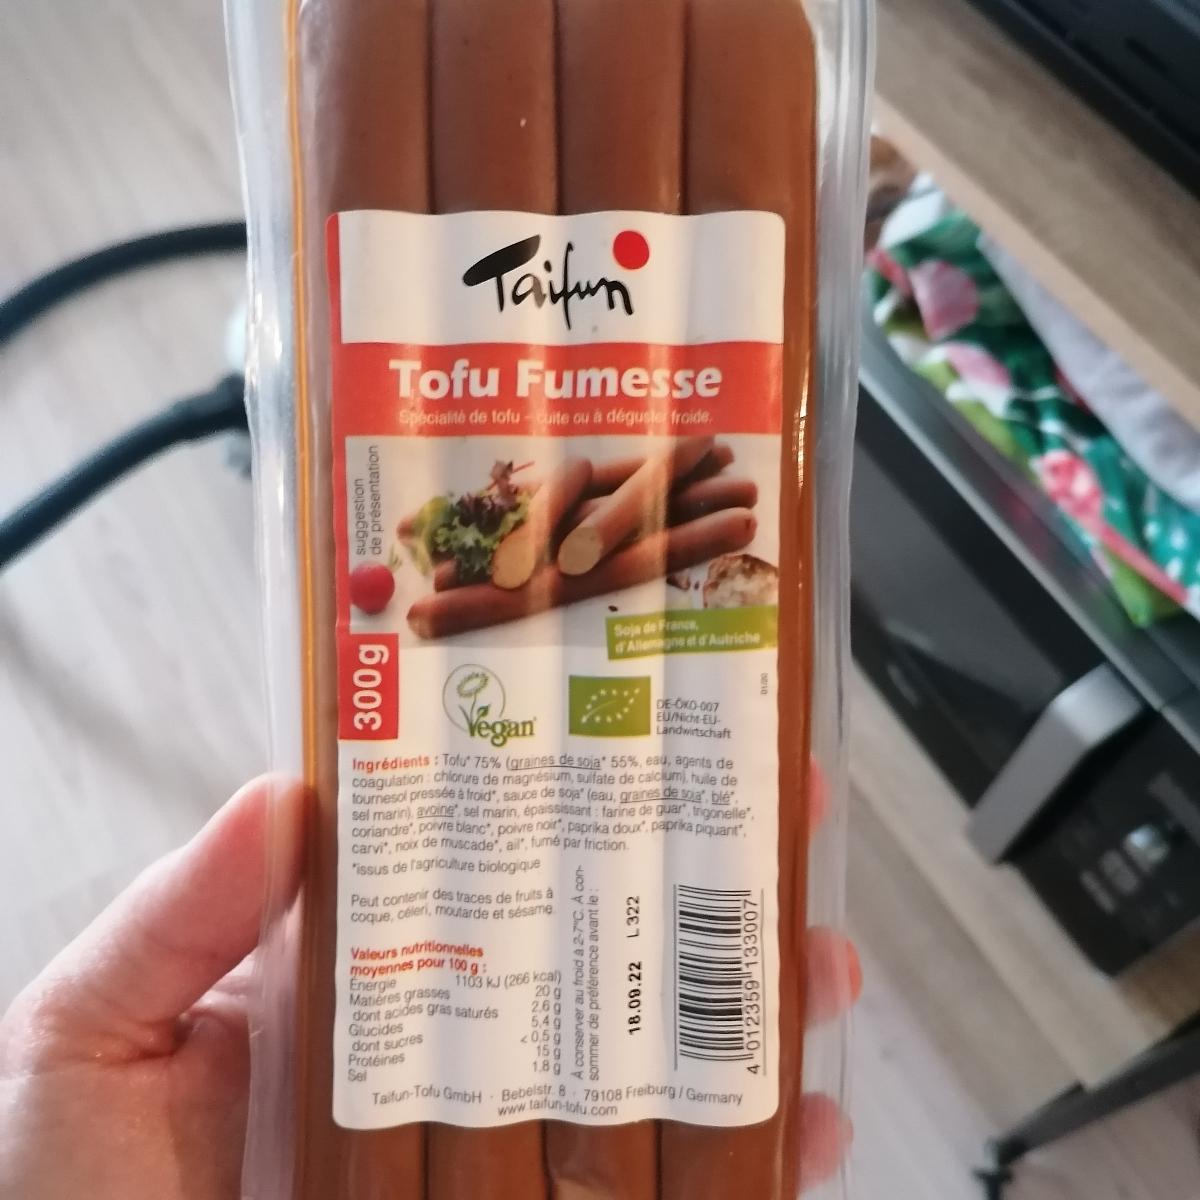 Taifun
Tofu Fumesse
Spécialité de tofu – cuite ou à déguster froide.
suggestion
de présentation
Soja de France,
d'Allemagne et d'Autriche
300g
Vegan
DE-ÖKO-007
EU/Nicht-EU-
Landwirtschaft
01/20
Ingrédients : Tofu* 75% (graines de soja* 55%, eau, agents de
coagulation : chlorure de magnésium, sulfate de calcium), huile de
tournesol pressée à froid*, sauce de soja* (eau, graines de soja*, blé*,
sel marin), avoine*, sel marin, épaississant : farine de guar*, trigonelle*,
coriandre*, poivre blanc*, poivre noir*, paprika doux*, paprika piquant*,
carvi*, noix de muscade*, ail*, fumé par friction.
*issus de l'agriculture biologique
Peut contenir des traces de fruits à
coque, céleri, moutarde et sésame.
Valeurs nutritionnelles
moyennes pour 100 g :
Énergie 1103 kJ (266 kcal)
Matières grasses 20 g
dont acides gras saturés 2,6 g
Glucides 5,4 g
dont sucres < 0,5 g
Protéines 15 g
Sel 1,8 g
À conserver au froid à 2-7°C. À con-
sommer de préférence avant le :
18.09.22 L 322
4 012359 133007
Taifun-Tofu GmbH · Bebelstr. 8 · 79108 Freiburg / Germany
www.taifun-tofu.com